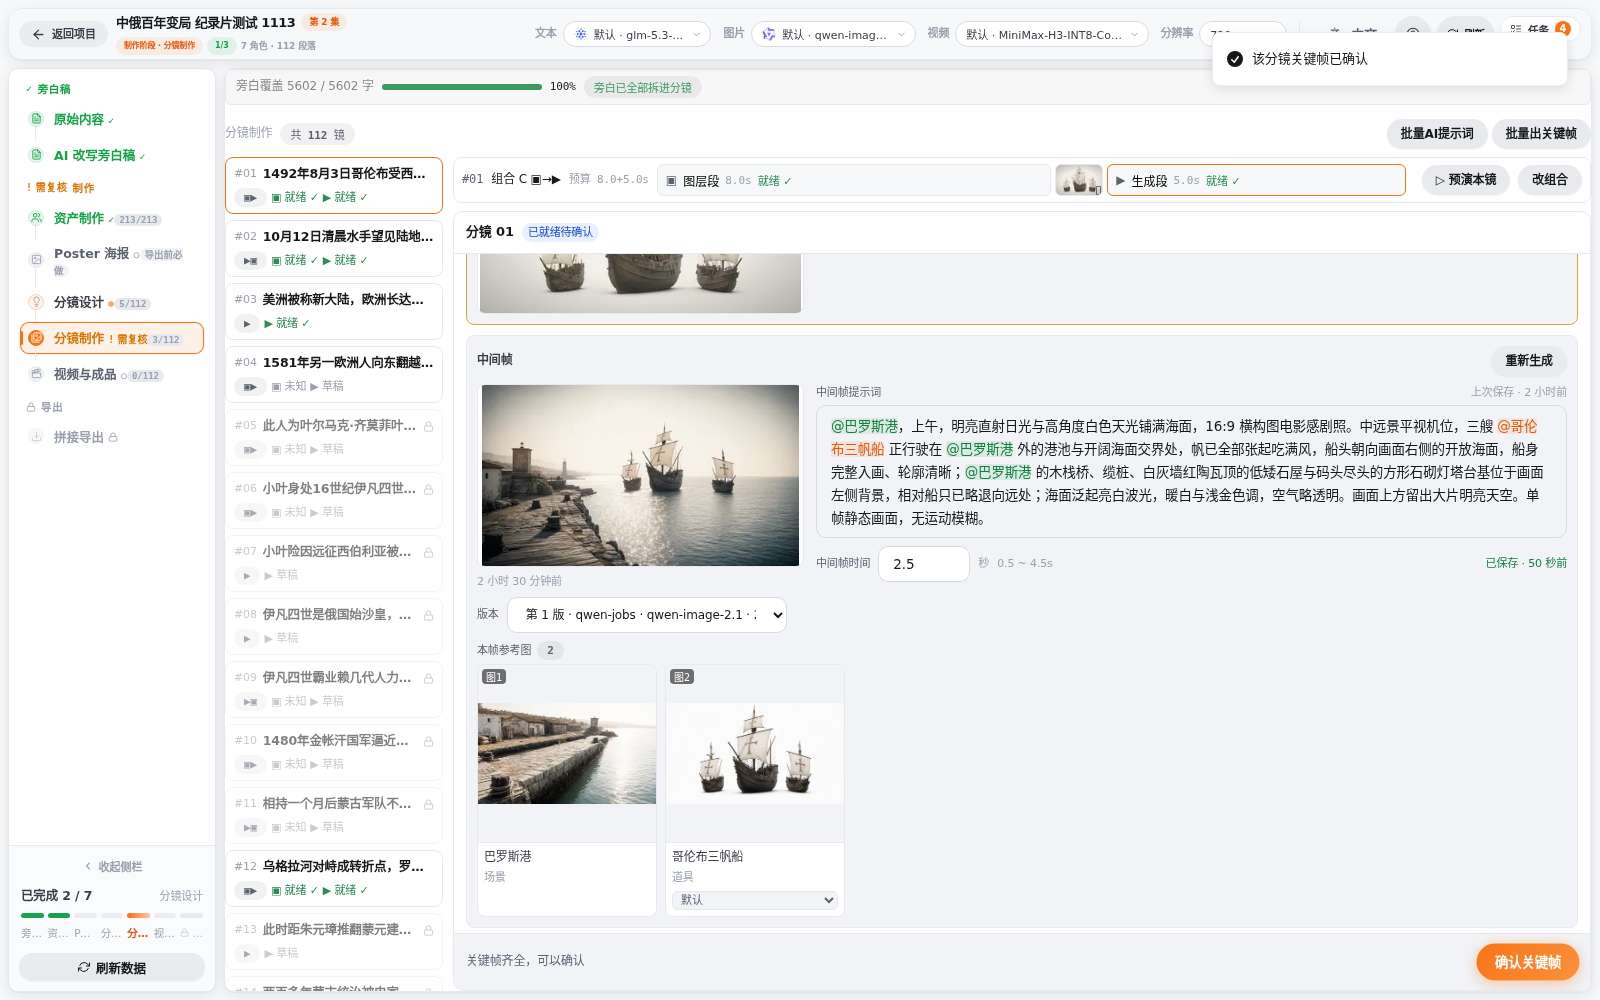 返回项目
中俄百年变局 纪录片测试 1113 第 2 集
制作阶段 · 分镜制作 1/3 7 角色 · 112 段落
文本 默认 · glm-5.3-...
图片 默认 · qwen-imag...
视频 默认 · MiniMax-H3-INT8-Co...
分辨率
任务 4
该分镜关键帧已确认
✓ 旁白稿
原始内容 ✓
AI 改写旁白稿 ✓
! 需复核 制作
资产制作 ✓ 213/213
Poster 海报 ○ 导出前必做
分镜设计 ● 5/112
分镜制作 ! 需复核 3/112
视频与成品 ○ 0/112
导出
拼接导出
收起侧栏
已完成 2 / 7 分镜设计
旁... 资... P... 分... 分... 视... ...
刷新数据
旁白覆盖 5602 / 5602 字 100% 旁白已全部拆进分镜
分镜制作 共 112 镜
批量AI提示词 批量出关键帧
#01 1492年8月3日哥伦布受西...
▣▶ ▣ 就绪 ✓ ▶ 就绪 ✓
#02 10月12日清晨水手望见陆地...
▶▣ ▣ 就绪 ✓ ▶ 就绪 ✓
#03 美洲被称新大陆，欧洲长达...
▶ ▶ 就绪 ✓
#04 1581年另一欧洲人向东翻越...
▣▶ ▣ 未知 ▶ 草稿
#05 此人为叶尔马克·齐莫菲叶...
▣▶ ▣ 未知 ▶ 草稿
#06 小叶身处16世纪伊凡四世...
▣▶ ▣ 未知 ▶ 草稿
#07 小叶险因远征西伯利亚被...
▶ ▶ 草稿
#08 伊凡四世是俄国始沙皇，...
▶ ▶ 草稿
#09 伊凡四世霸业赖几代人力...
▶▣ ▣ 未知 ▶ 草稿
#10 1480年金帐汗国军逼近...
▣▶ ▣ 未知 ▶ 草稿
#11 相持一个月后蒙古军队不...
▶▣ ▣ 未知 ▶ 草稿
#12 乌格拉河对峙成转折点，罗...
▣▶ ▣ 就绪 ✓ ▶ 就绪 ✓
#13 此时距朱元璋推翻蒙元建...
▶ ▶ 草稿
#01 组合 C ▣→▶ 预算 8.0+5.0s
▣ 图层段 8.0s 就绪 ✓
▶ 生成段 5.0s 就绪 ✓
▷ 预演本镜 改组合
分镜 01 已就绪待确认
中间帧 重新生成
2 小时 30 分钟前
版本 第 1 版 · qwen-jobs · qwen-image-2.1 ·
中间帧提示词 上次保存 · 2 小时前
@巴罗斯港，上午，明亮直射日光与高角度白色天光铺满海面，16:9 横构图电影感剧照。中远景平视机位，三艘 @哥伦
布三帆船 正行驶在 @巴罗斯港 外的港池与开阔海面交界处，帆已全部张起吃满风，船头朝向画面右侧的开放海面，船身
完整入画、轮廓清晰；@巴罗斯港 的木栈桥、缆桩、白灰墙红陶瓦顶的低矮石屋与码头尽头的方形石砌灯塔基位于画面
左侧背景，相对船只已略退向远处；海面泛起亮白波光，暖白与浅金色调，空气略透明。画面上方留出大片明亮天空。单
帧静态画面，无运动模糊。
中间帧时间 2.5 秒 0.5 ~ 4.5s 已保存 · 50 秒前
本帧参考图 2
图1
巴罗斯港
场景
图2
哥伦布三帆船
道具
默认
关键帧齐全，可以确认
确认关键帧